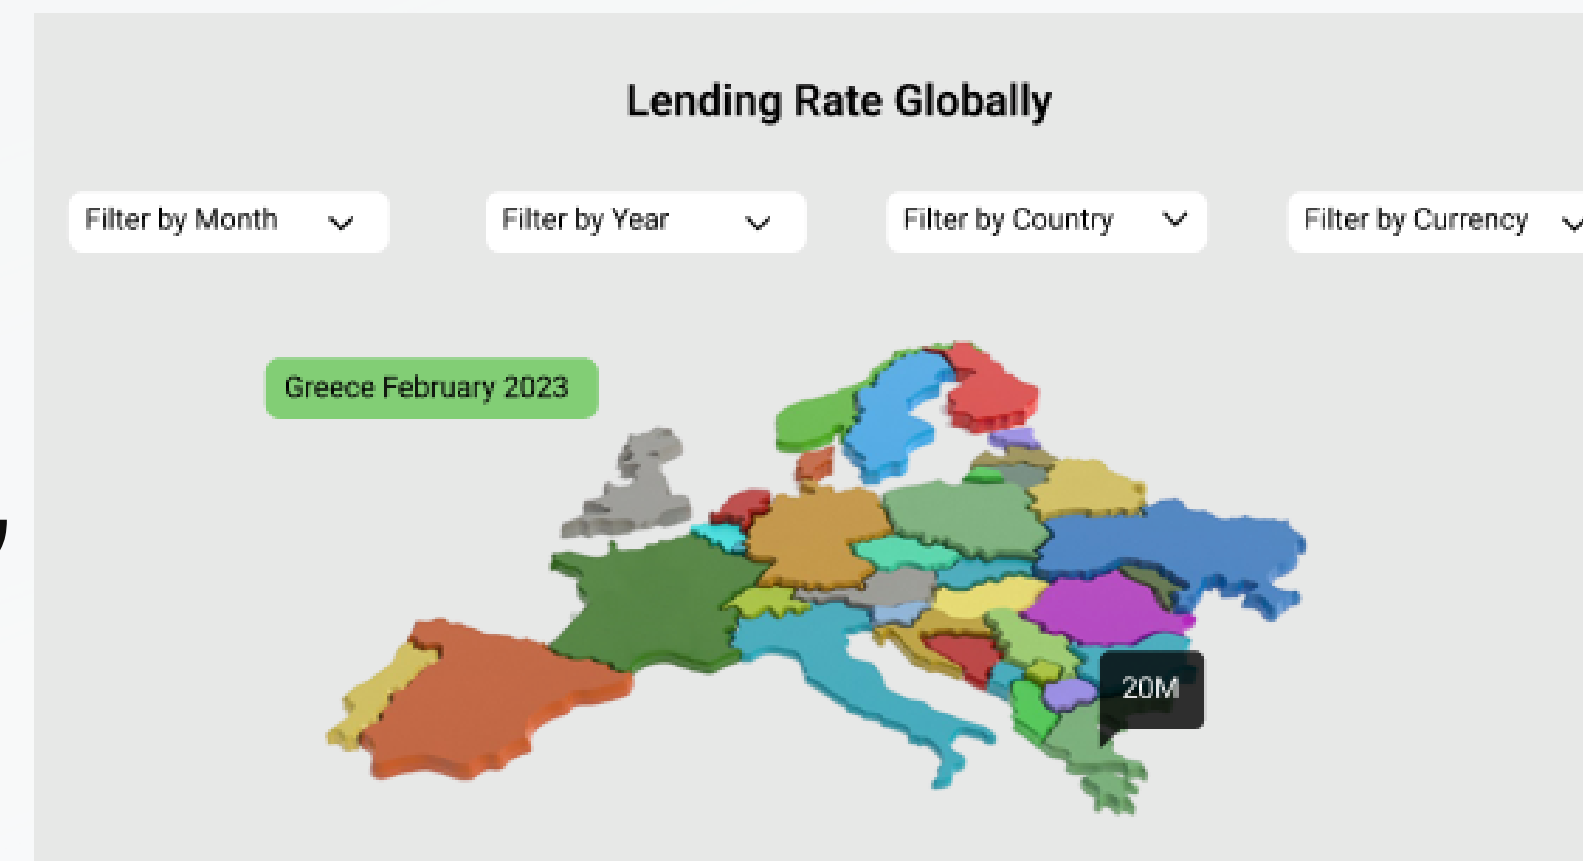 Lending Rate Globally
Filter by Month
Filter by Year
Filter by Country
Filter by Currency
Greece February 2023
20M